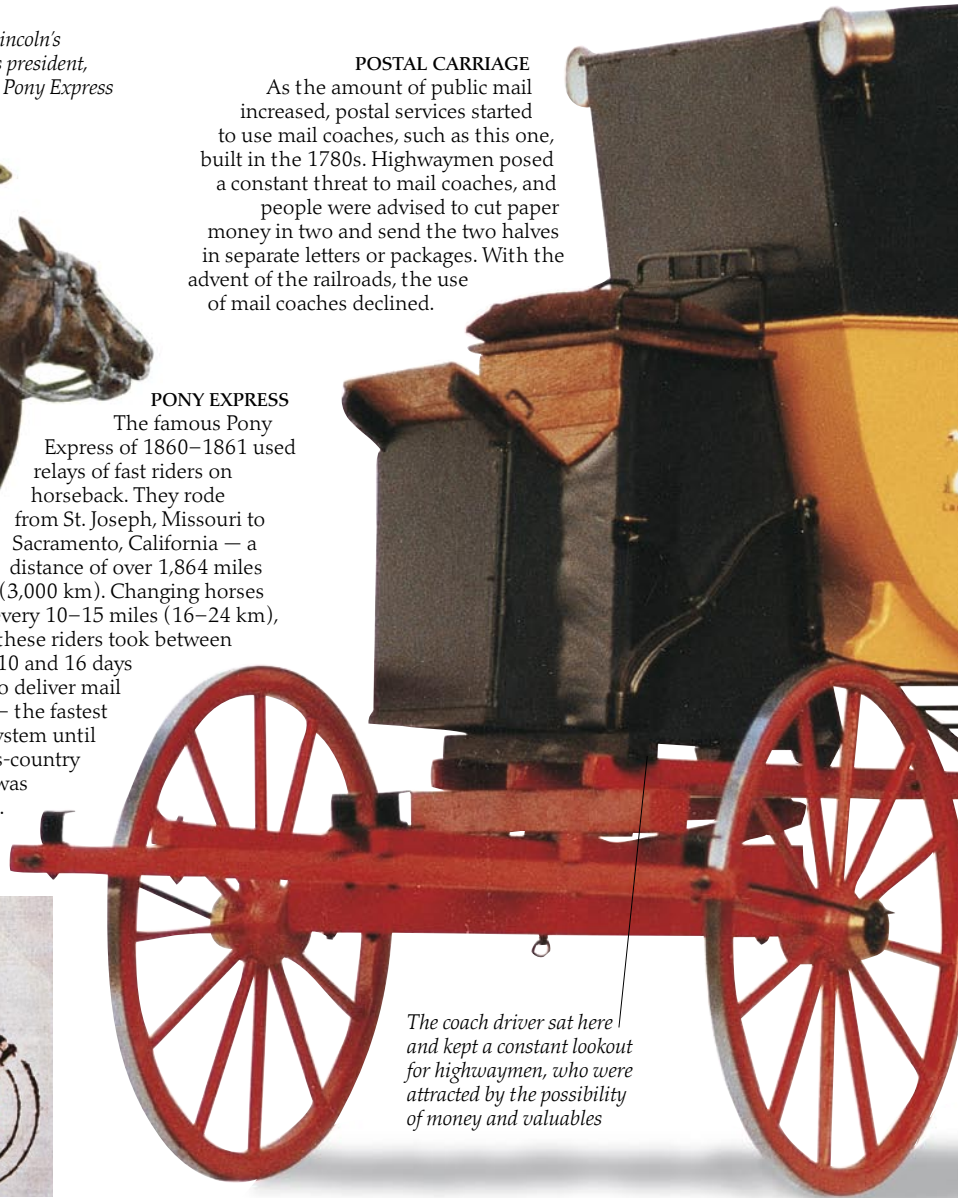 incoln's
president,
Pony Express
POSTAL CARRIAGE
As the amount of public mail
increased, postal services started
to use mail coaches, such as this one,
built in the 1780s. Highwaymen posed
a constant threat to mail coaches, and
people were advised to cut paper
money in two and send the two halves
in separate letters or packages. With the
advent of the railroads, the use
of mail coaches declined.
PONY EXPRESS
The famous Pony
Express of 1860–1861 used
relays of fast riders on
horseback. They rode
from St. Joseph, Missouri to
Sacramento, California — a
distance of over 1,864 miles
(3,000 km). Changing horses
very 10–15 miles (16–24 km),
these riders took between
10 and 16 days
o deliver mail
– the fastest
ystem until
s-country
was
.
The coach driver sat here
and kept a constant lookout
for highwaymen, who were
attracted by the possibility
of money and valuables